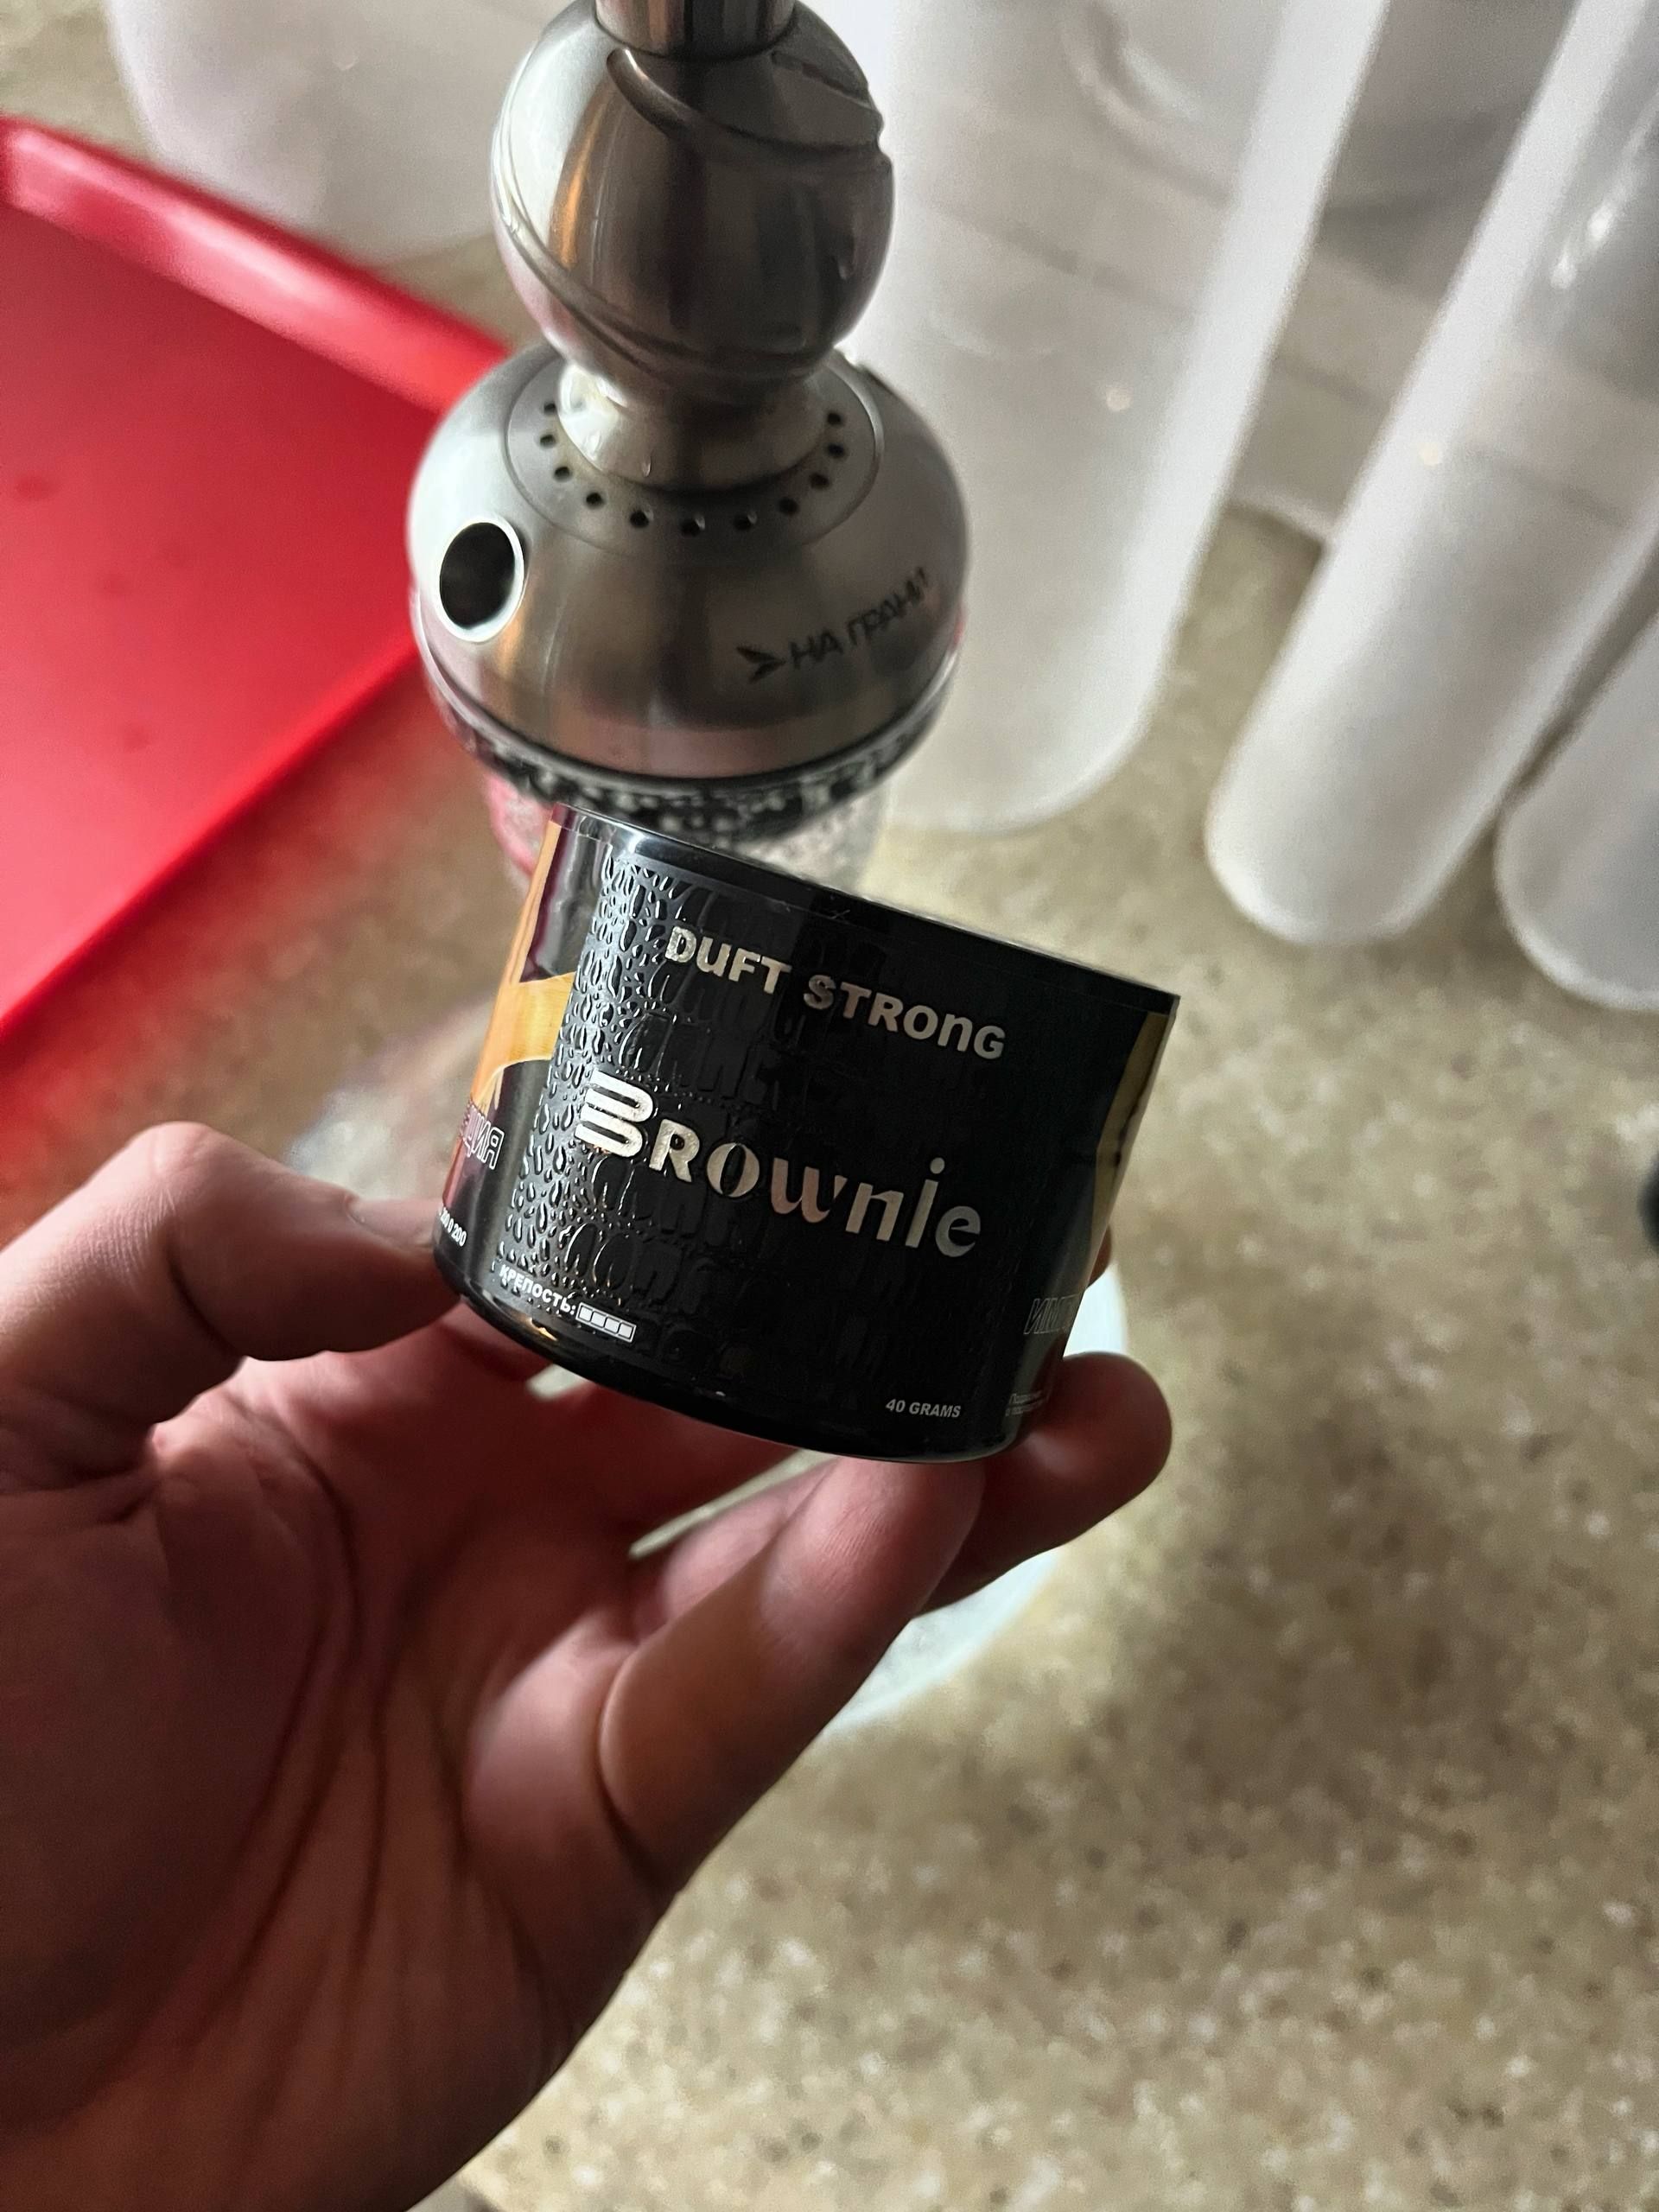 НА ГРАНИ
DUFT STRONG
BROWNIE
КРЕПОСТЬ:
40 GRAMS